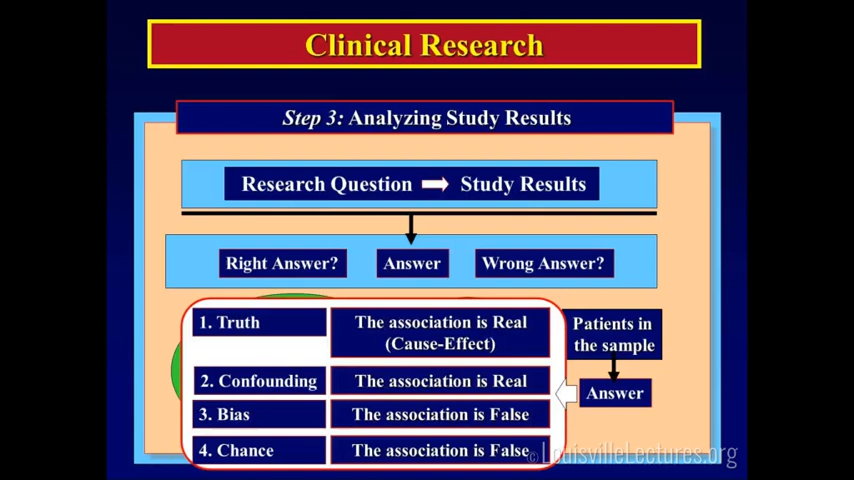 Clinical Research
Step 3: Analyzing Study Results
Research Question Study Results
Right Answer? Answer Wrong Answer?
1. Truth The association is Real
(Cause-Effect)
2. Confounding The association is Real
3. Bias The association is False
4. Chance The association is False
Patients in
the sample
Answer
©LouisvilleLectures.org